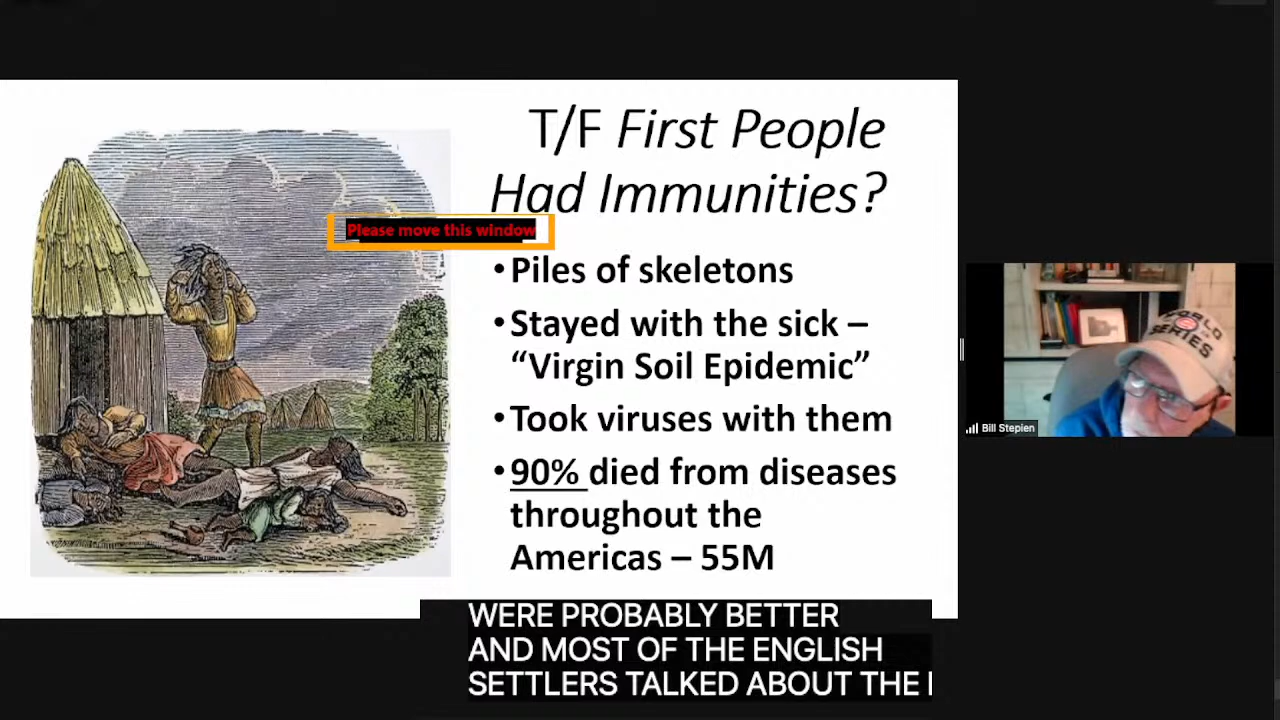 T/F First People
Had Immunities?
Please move this window
•Piles of skeletons
•Stayed with the sick –
“Virgin Soil Epidemic”
•Took viruses with them
•90% died from diseases
throughout the
Americas – 55M
WORLD
SERIES
Bill Stepien
WERE PROBABLY BETTER
AND MOST OF THE ENGLISH
SETTLERS TALKED ABOUT THE